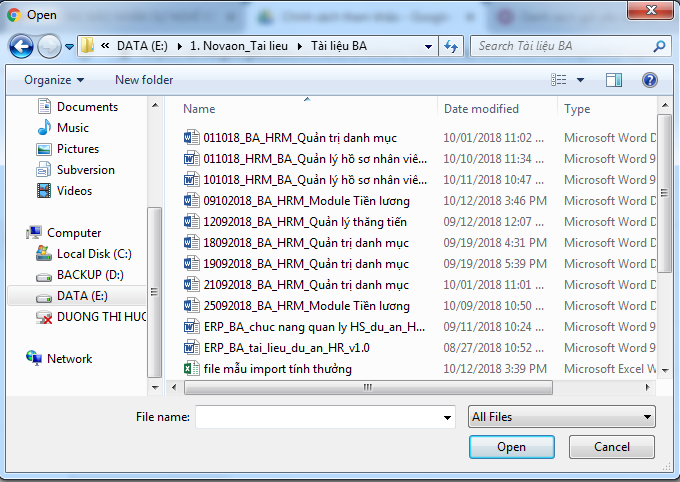 Open
DATA (E:) 1. Novaon_Tai lieu Tài liệu BA Search Tài liệu BA
Organize New folder
Documents
Music
Pictures
Subversion
Videos
Computer
Local Disk (C:)
BACKUP (D:)
DATA (E:)
DUONG THI HUO
Network
Name Date modified Type
011018_BA_HRM_Quản trị danh mục 10/01/2018 11:02 ... Microsoft Word D
011018_HRM_BA_Quản lý hồ sơ nhân viê... 10/10/2018 11:34 ... Microsoft Word 9
101018_HRM_BA_Quản lý hồ sơ nhân viê... 10/11/2018 10:47 ... Microsoft Word 9
09102018_BA_HRM_Module Tiền lương 10/12/2018 3:46 PM Microsoft Word D
12092018_BA_HRM_Quản lý thăng tiến 09/12/2018 12:07 ... Microsoft Word 9
18092018_BA_HRM_Quản trị danh mục 09/19/2018 4:31 PM Microsoft Word D
19092018_BA_HRM_Quản trị danh mục 09/19/2018 5:39 PM Microsoft Word D
21092018_BA_HRM_Quản trị danh mục 10/01/2018 11:01 ... Microsoft Word D
25092018_BA_HRM_Module Tiền lương 10/09/2018 10:50 ... Microsoft Word D
ERP_BA_chuc nang quan ly HS_du_an_H... 09/11/2018 10:24 ... Microsoft Word 9
ERP_BA_tai_lieu_du_an_HR_v1.0 08/27/2018 10:52 ... Microsoft Word 9
file mẫu import tính thưởng 10/12/2018 3:39 PM Microsoft Excel W
File name: All Files
Open Cancel